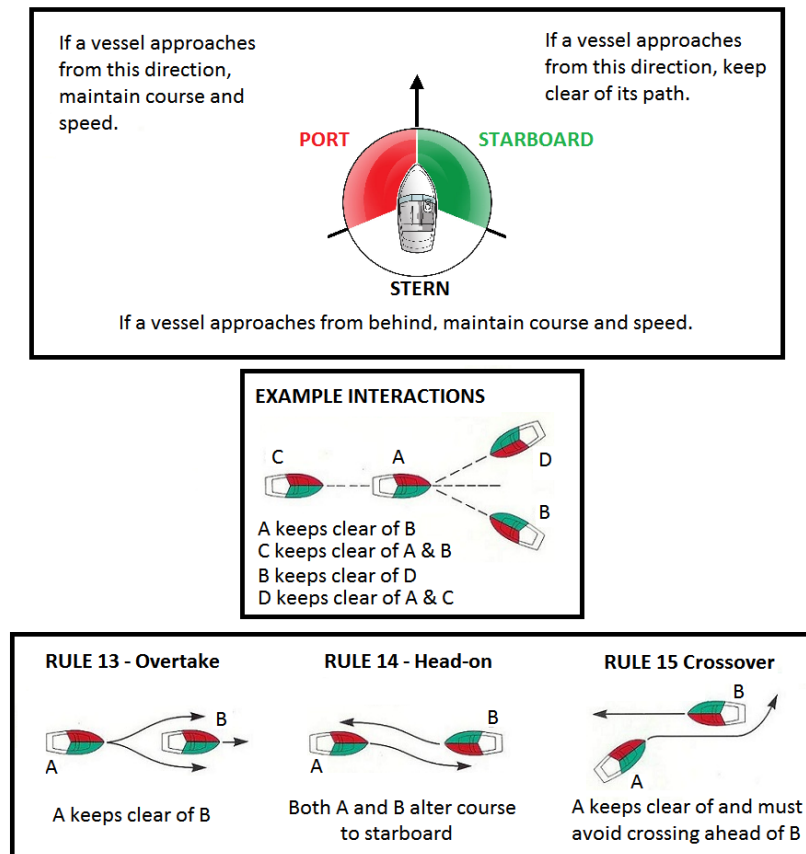 If a vessel approaches
from this direction,
maintain course and
speed.
If a vessel approaches
from this direction, keep
clear of its path.
PORT
STARBOARD
STERN
If a vessel approaches from behind, maintain course and speed.
EXAMPLE INTERACTIONS
C
A
D
B
A keeps clear of B
C keeps clear of A & B
B keeps clear of D
D keeps clear of A & C
RULE 13 - Overtake
B
A
A keeps clear of B
RULE 14 - Head-on
B
A
Both A and B alter course
to starboard
RULE 15 Crossover
B
A
A keeps clear of and must
avoid crossing ahead of B